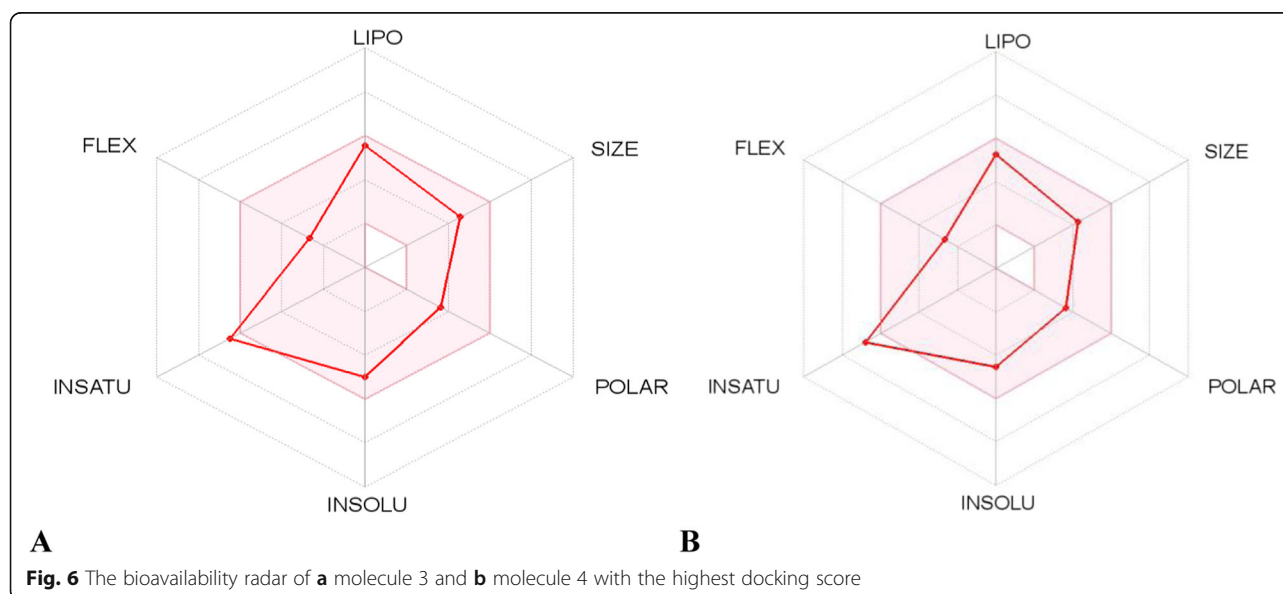 LIPO
FLEX
SIZE
INSATU
POLAR
INSOLU
A
LIPO
FLEX
SIZE
INSATU
POLAR
INSOLU
B
Fig. 6 The bioavailability radar of a molecule 3 and b molecule 4 with the highest docking score